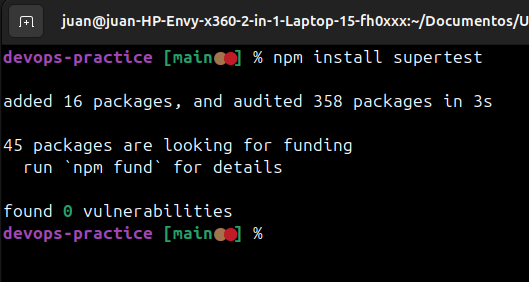 juan@juan-HP-Envy-x360-2-in-1-Laptop-15-fh0xxx:~/Documentos/U
devops-practice [main●●] % npm install supertest
added 16 packages, and audited 358 packages in 3s
45 packages are looking for funding
run `npm fund` for details
found 0 vulnerabilities
devops-practice [main●●] %